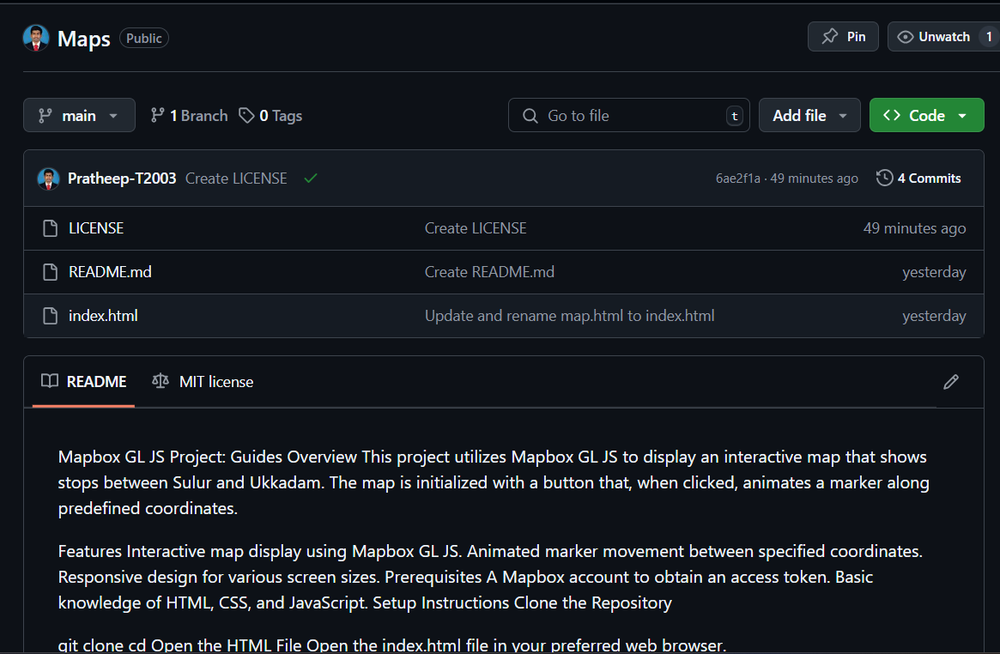 Maps Public Pin Unwatch 1
main 1 Branch 0 Tags Go to file t Add file Code
Pratheep-T2003 Create LICENSE 6ae2f1a · 49 minutes ago 4 Commits
LICENSE Create LICENSE 49 minutes ago
README.md Create README.md yesterday
index.html Update and rename map.html to index.html yesterday
README MIT license
Mapbox GL JS Project: Guides Overview This project utilizes Mapbox GL JS to display an interactive map that shows
stops between Sulur and Ukkadam. The map is initialized with a button that, when clicked, animates a marker along
predefined coordinates.
Features Interactive map display using Mapbox GL JS. Animated marker movement between specified coordinates.
Responsive design for various screen sizes. Prerequisites A Mapbox account to obtain an access token. Basic
knowledge of HTML, CSS, and JavaScript. Setup Instructions Clone the Repository
git clone cd Open the HTML File Open the index.html file in your preferred web browser.